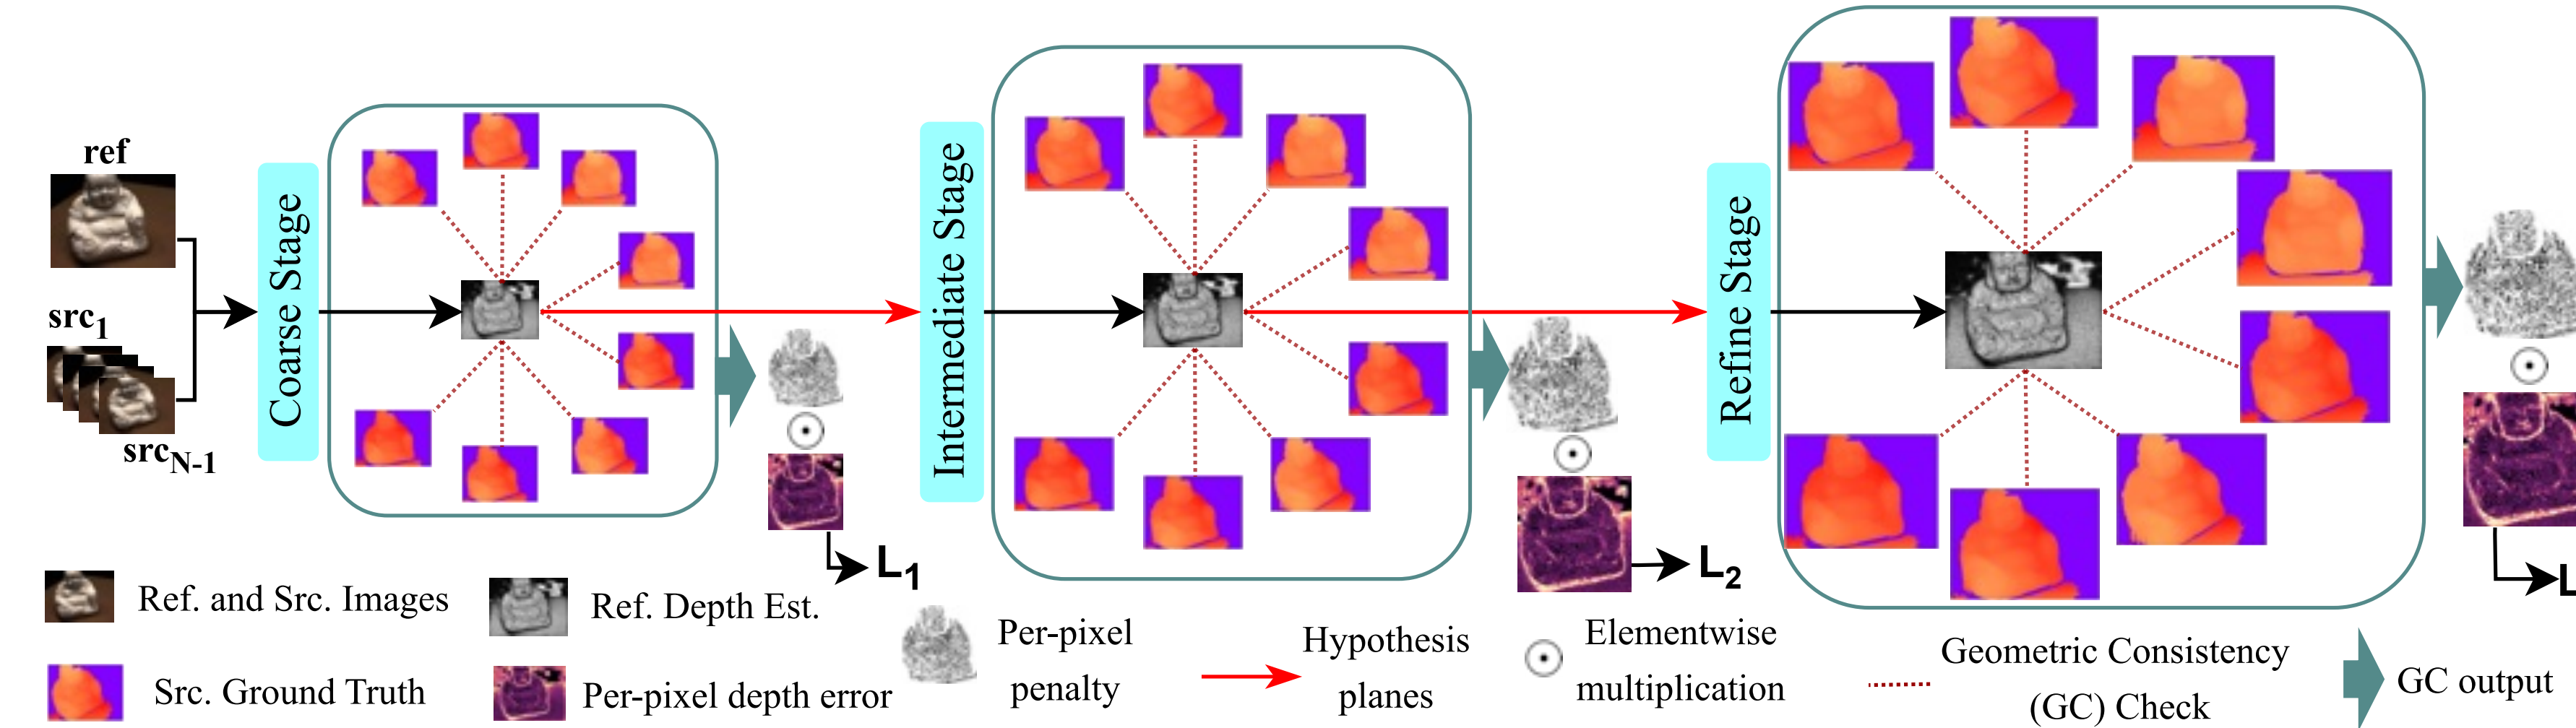 ref
src1
srcN-1
Coarse Stage
Intermediate Stage
Refine Stage
L1
L2
L
Ref. and Src. Images
Ref. Depth Est.
Src. Ground Truth
Per-pixel depth error
Per-pixel
penalty
Hypothesis
planes
Elementwise
multiplication
Geometric Consistency
(GC) Check
GC output